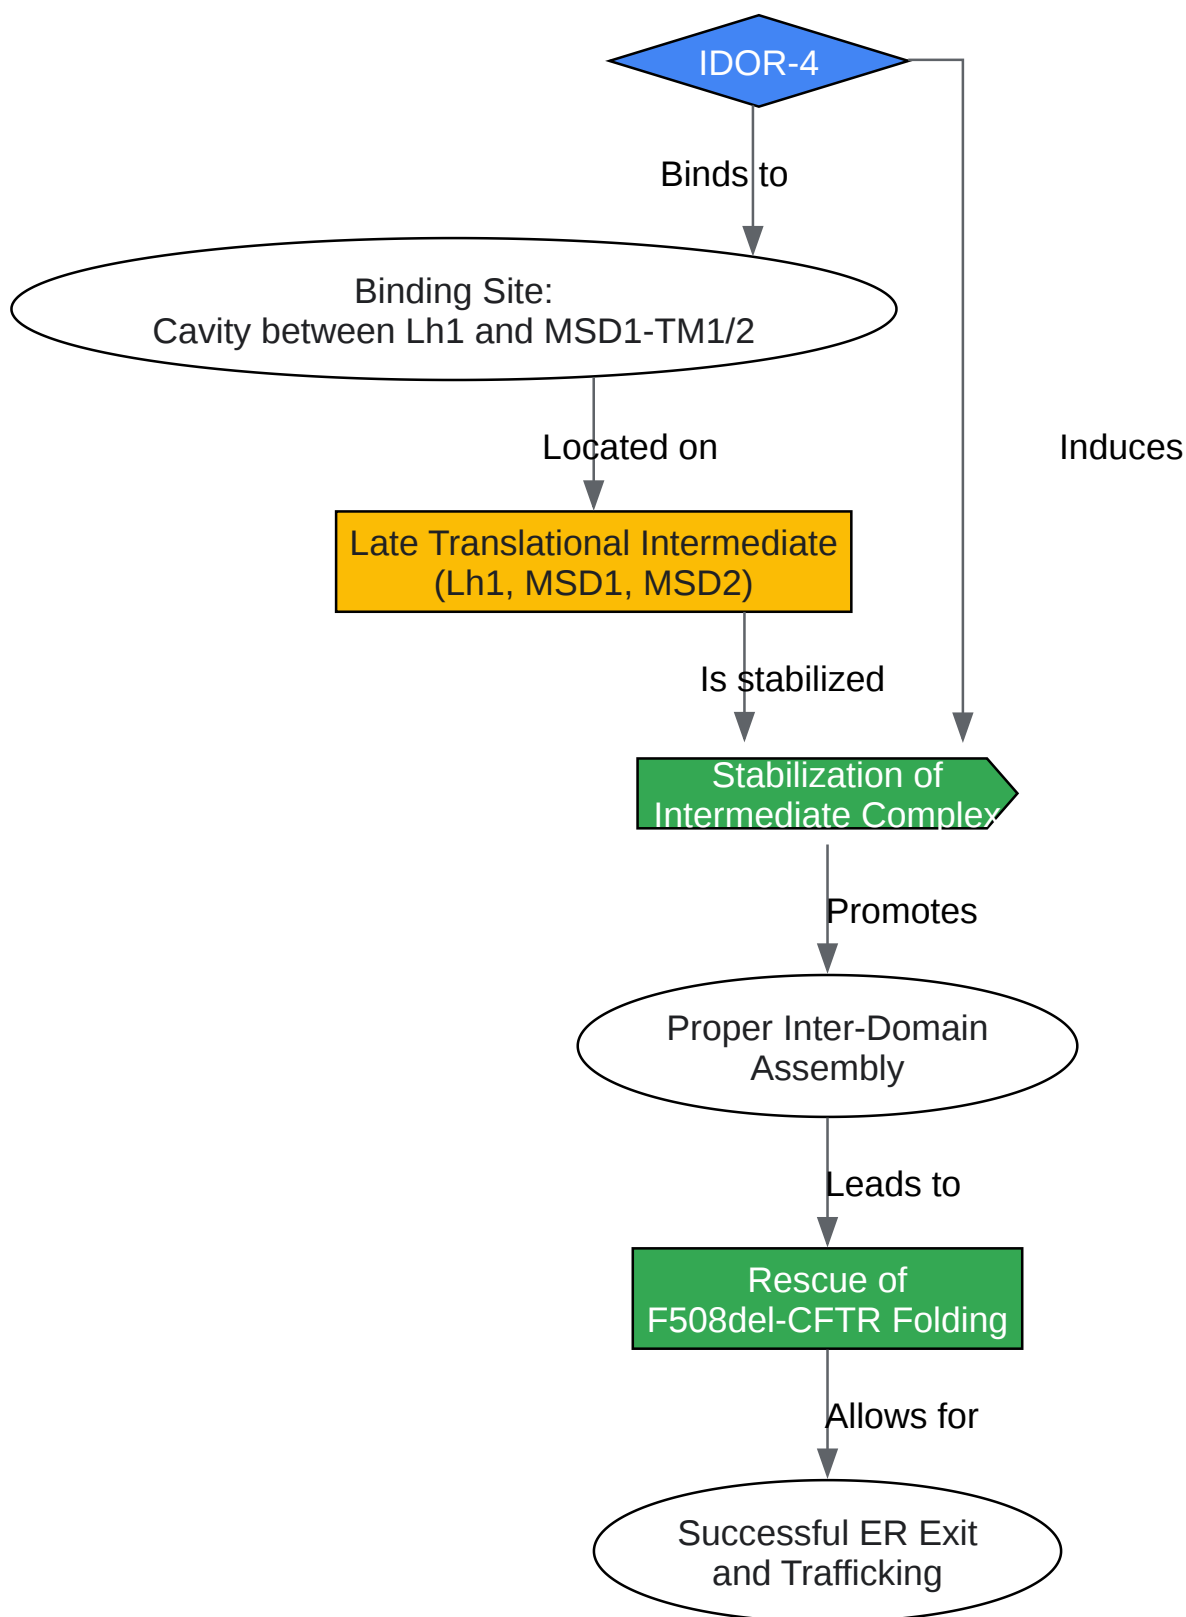 IDOR-4
Binds to
Binding Site:
Cavity between Lh1 and MSD1-TM1/2
Located on
Induces
Late Translational Intermediate
(Lh1, MSD1, MSD2)
Is stabilized
Stabilization of
Intermediate Complex
Promotes
Proper Inter-Domain
Assembly
Leads to
Rescue of
F508del-CFTR Folding
Allows for
Successful ER Exit
and Trafficking